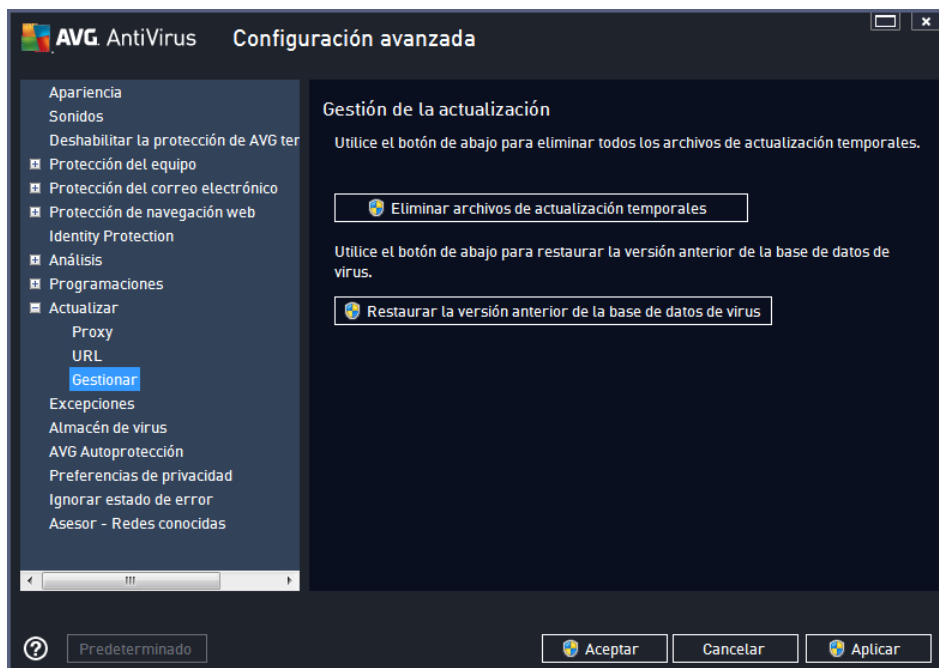 AVG. AntiVirus Configuración avanzada
Apariencia
Sonidos
Deshabilitar la protección de AVG ter
Protección del equipo
Protección del correo electrónico
Protección de navegación web
Identity Protection
Análisis
Programaciones
Actualizar
Proxy
URL
Gestionar
Excepciones
Almacén de virus
AVG Autoprotección
Preferencias de privacidad
Ignorar estado de error
Asesor - Redes conocidas
Gestión de la actualización
Utilice el botón de abajo para eliminar todos los archivos de actualización temporales.
Eliminar archivos de actualización temporales
Utilice el botón de abajo para restaurar la versión anterior de la base de datos de
virus.
Restaurar la versión anterior de la base de datos de virus
Predeterminado
Aceptar
Cancelar
Aplicar